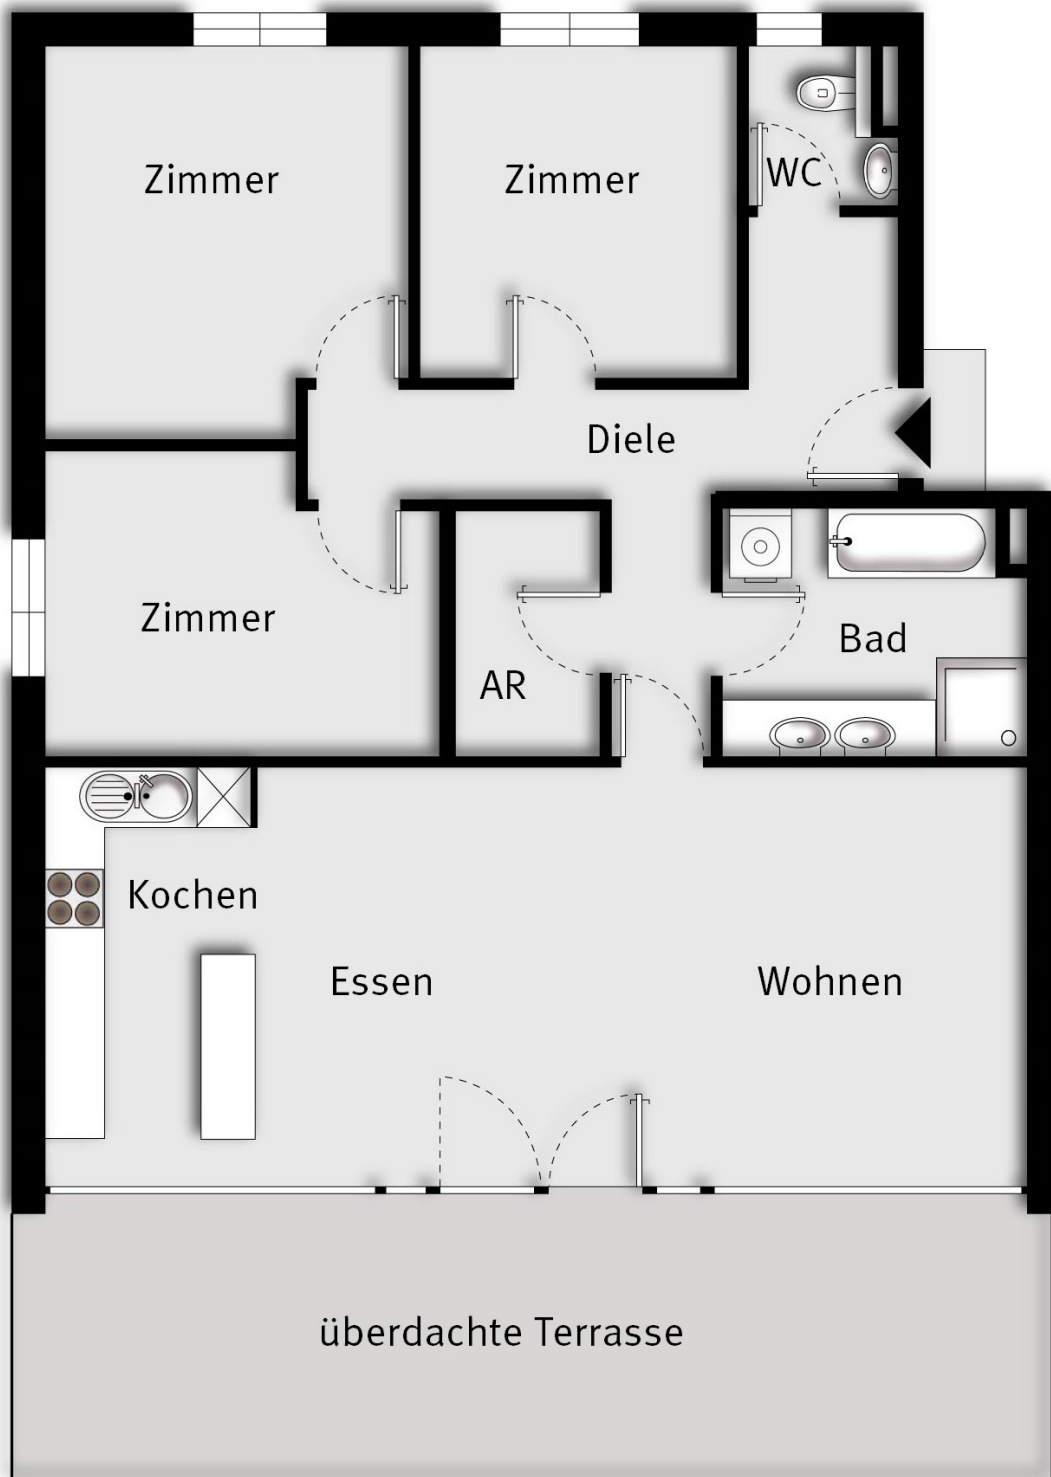 Zimmer
Zimmer
WC
Diele
Zimmer
AR
Bad
Kochen
Essen
Wohnen
überdachte Terrasse